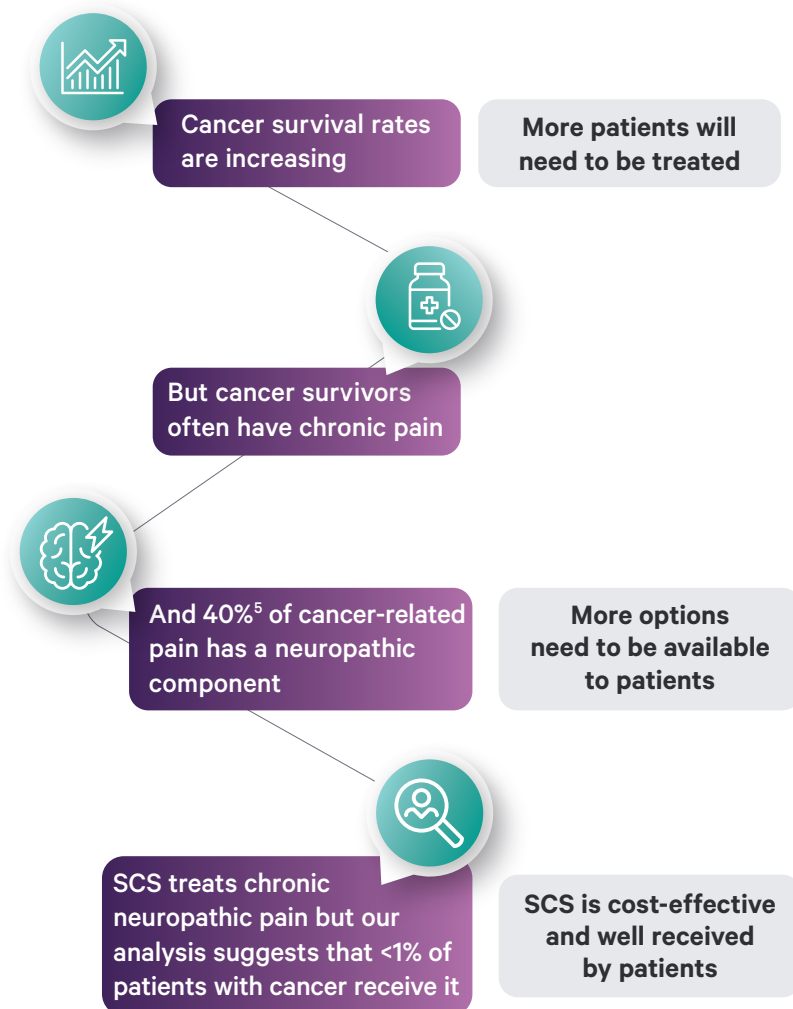 Cancer survival rates
are increasing
More patients will
need to be treated
But cancer survivors
often have chronic pain
And 40%⁵ of cancer-related
pain has a neuropathic
component
More options
need to be available
to patients
SCS treats chronic
neuropathic pain but our
analysis suggests that <1% of
patients with cancer receive it
SCS is cost-effective
and well received
by patients